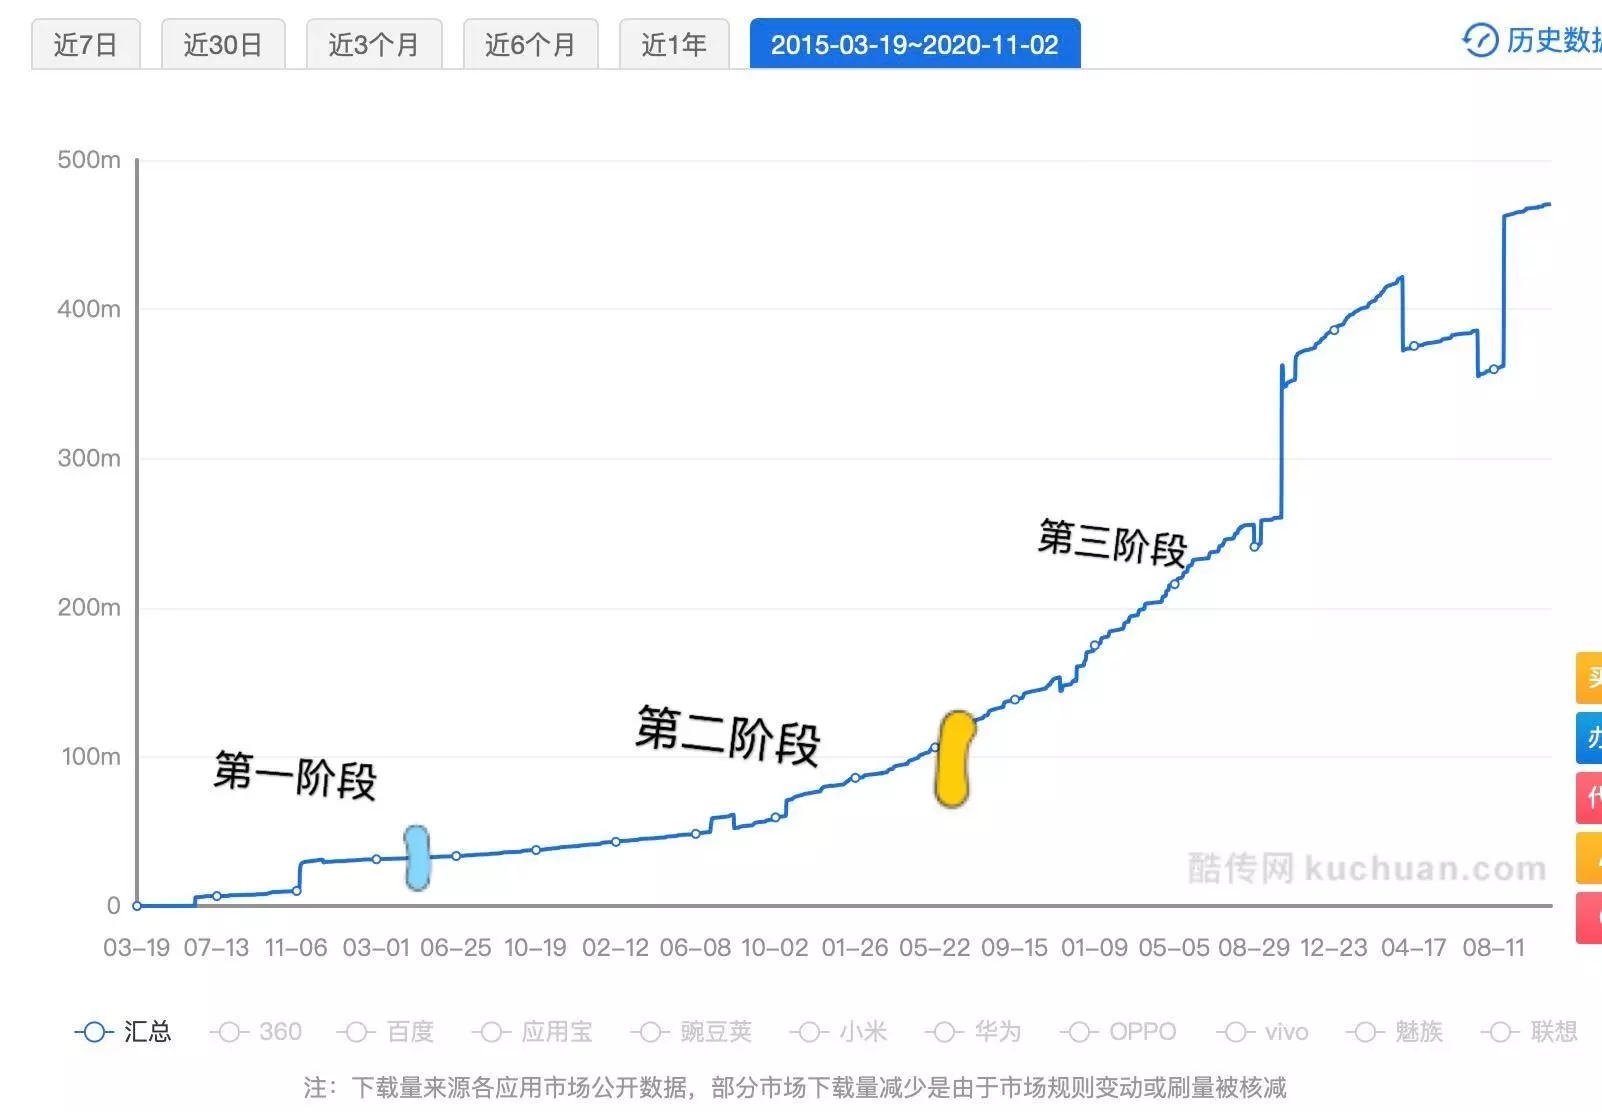 近7日 近30日 近3个月 近6个月 近1年 2015-03-19~2020-11-02 历史数
500m
400m
300m
第三阶段
200m
第二阶段
100m
第一阶段
酷传网 kuchuan.com
0
03-19 07-13 11-06 03-01 06-25 10-19 02-12 06-08 10-02 01-26 05-22 09-15 01-09 05-05 08-29 12-23 04-17 08-11
汇总 360 百度 应用宝 豌豆荚 小米 华为 OPPO vivo 魅族 联想
注：下载量来源各应用市场公开数据，部分市场下载量减少是由于市场规则变动或刷量被核减